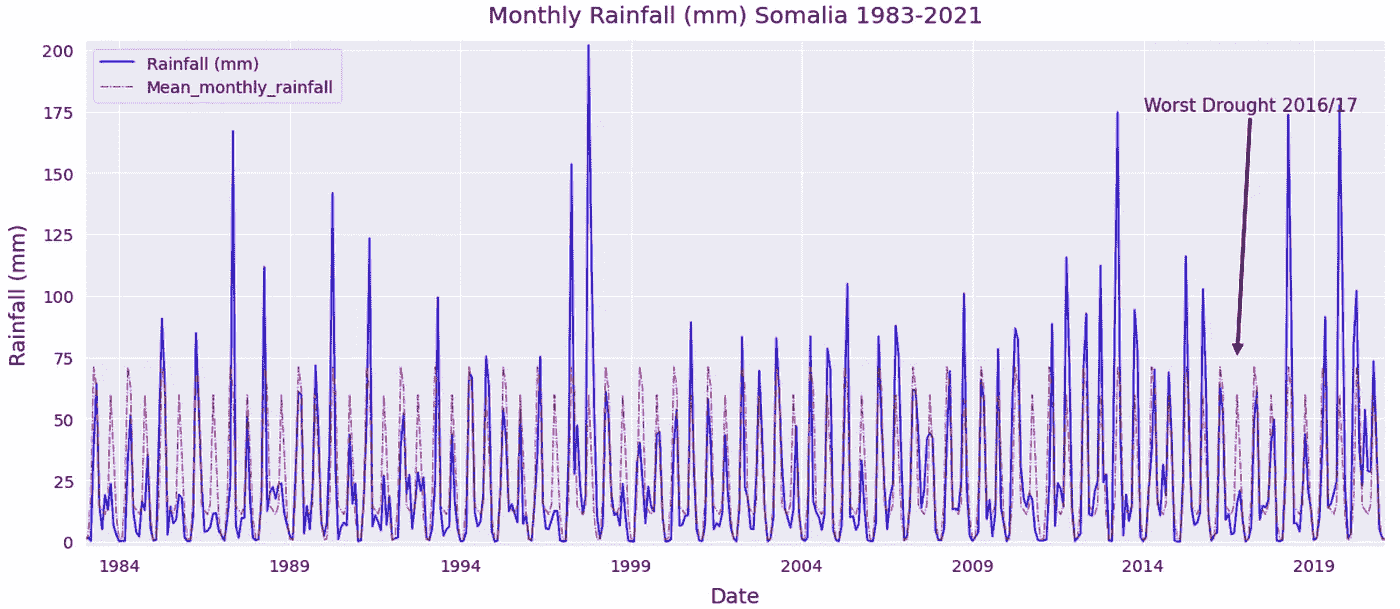 Monthly Rainfall (mm) Somalia 1983-2021
200
175
150
125
100
75
50
25
0
Rainfall (mm)
Rainfall (mm)
Mean_monthly_rainfall
Worst Drought 2016/17
1984 1989 1994 1999 2004 2009 2014 2019
Date